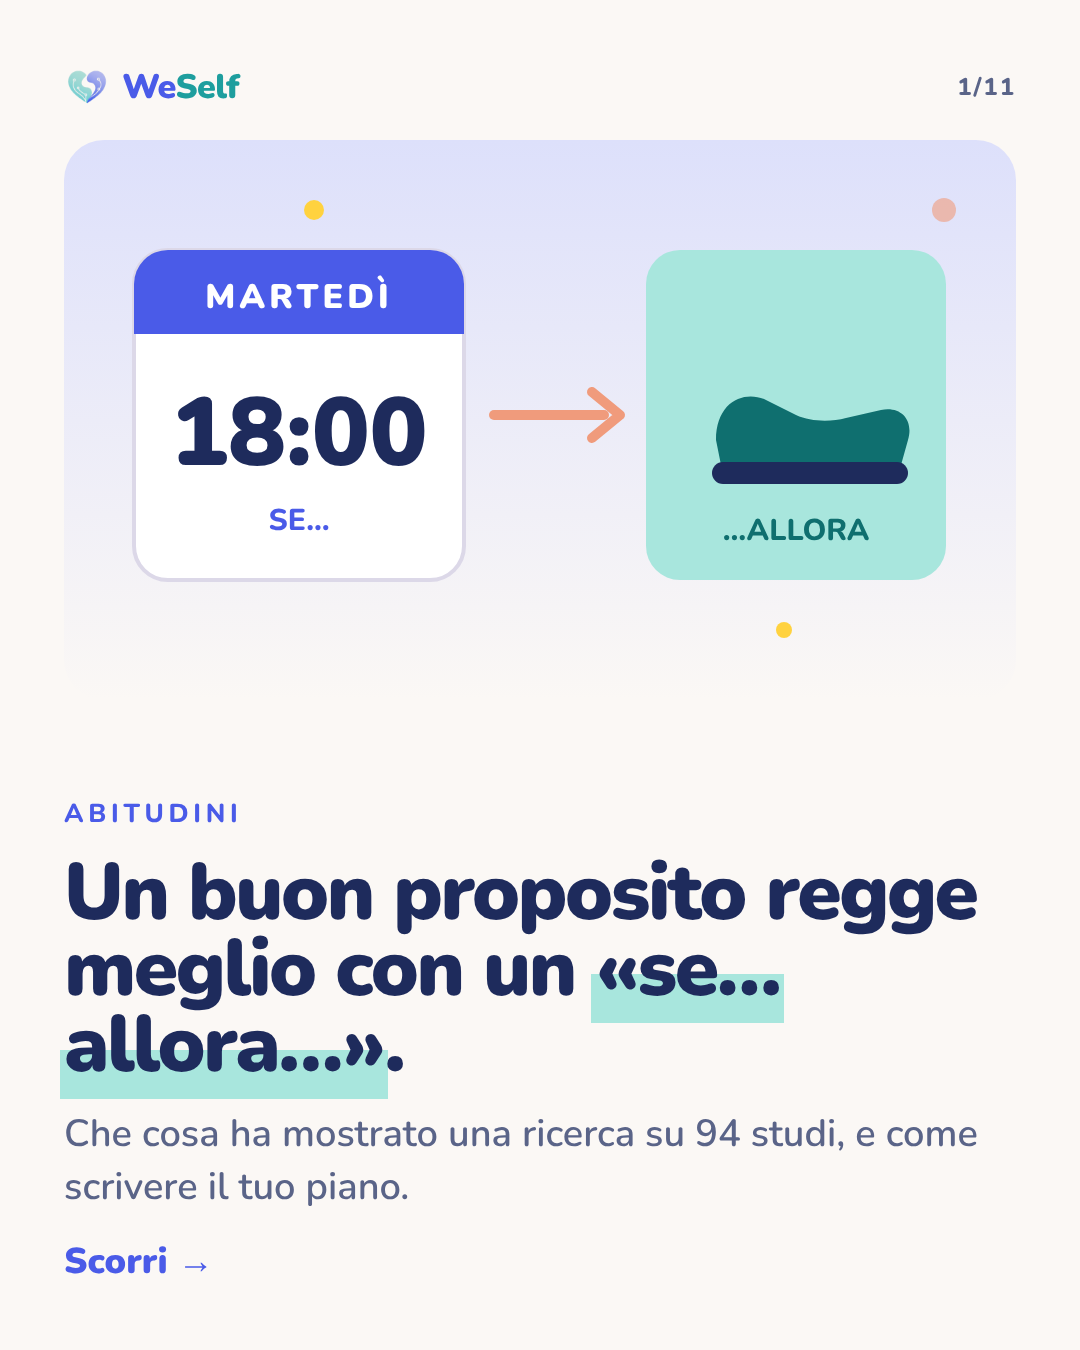 WeSelf
1/11
MARTEDÌ
18:00
SE...
...ALLORA
ABITUDINI
Un buon proposito regge
meglio con un «se...
allora...».
Che cosa ha mostrato una ricerca su 94 studi, e come
scrivere il tuo piano.
Scorri →